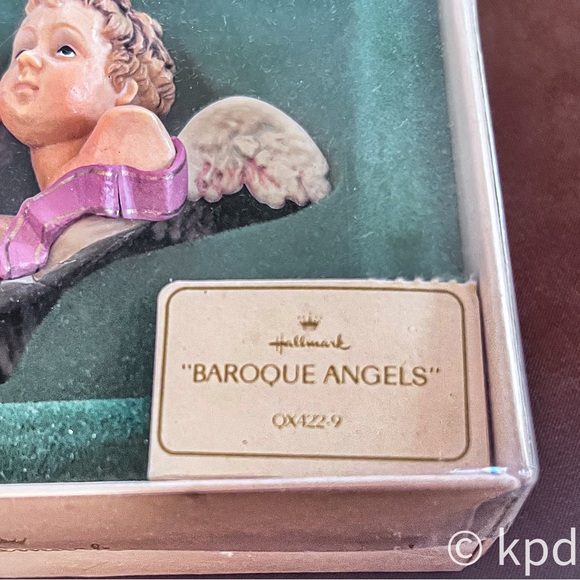 Hallmark
"BAROQUE ANGELS"
QX422-9
© kpd